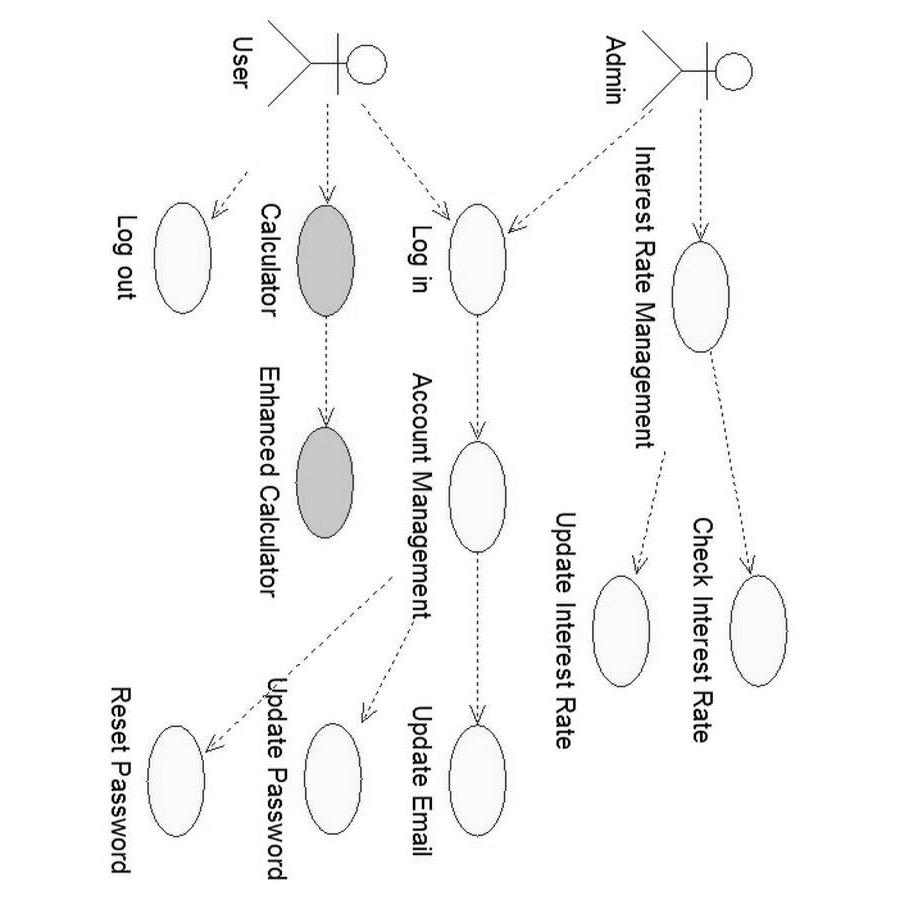 Admin
Interest Rate Management
Check Interest Rate
Update Interest Rate
User
Log in
Account Management
Update Email
Calculator
Enhanced Calculator
Update Password
Log out
Reset Password